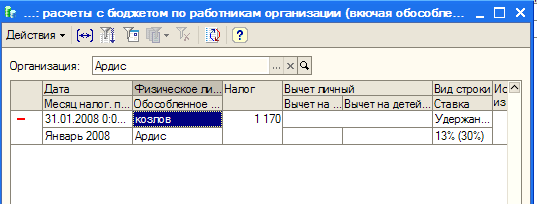 ...: расчеты с бюджетом по работникам организации (вкючая обособле...
Действия
Организация: Ардис ... x
Дата Физическое ли... Налог Вычет личный Вид строки Ис
Месяц налог. п... Обособленное ... Вычет на ... Вычет на детей... Ставка из
31.01.2008 0:0... козлов 1 170 Удержан...
Январь 2008 Ардис 13% (30%)